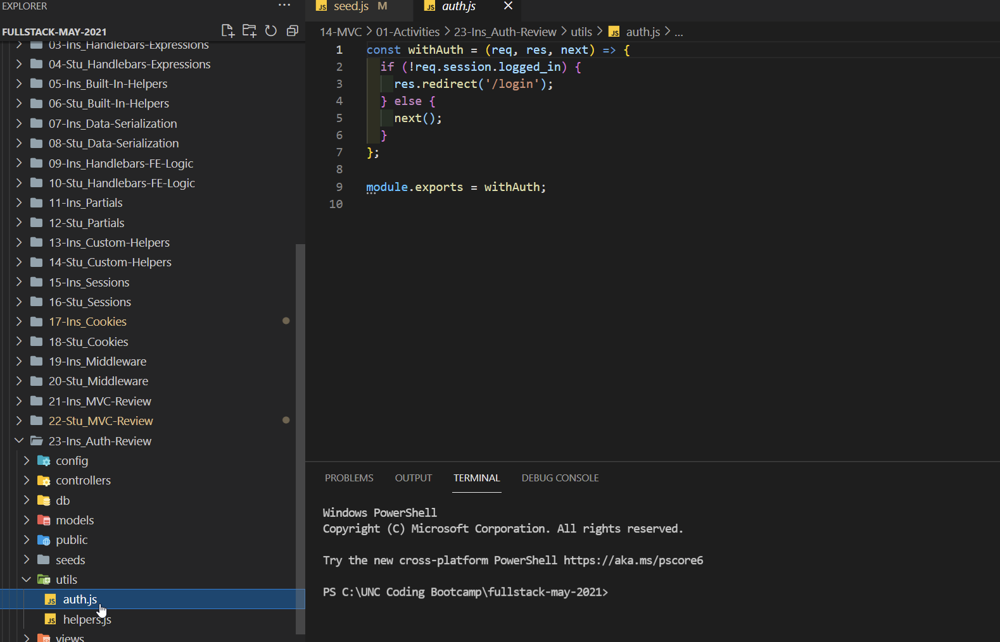 EXPLORER
...
FULLSTACK-MAY-2021
03-Ins_Handlebars-Expressions
04-Stu_Handlebars-Expressions
05-Ins_Built-In-Helpers
06-Stu_Built-In-Helpers
07-Ins_Data-Serialization
08-Stu_Data-Serialization
09-Ins_Handlebars-FE-Logic
10-Stu_Handlebars-FE-Logic
11-Ins_Partials
12-Stu_Partials
13-Ins_Custom-Helpers
14-Stu_Custom-Helpers
15-Ins_Sessions
16-Stu_Sessions
17-Ins_Cookies
18-Stu_Cookies
19-Ins_Middleware
20-Stu_Middleware
21-Ins_MVC-Review
22-Stu_MVC-Review
23-Ins_Auth-Review
config
controllers
db
models
public
seeds
utils
JS auth.js
JS helpers.js
views
JS seed.js M
JS auth.js
14-MVC > 01-Activities > 23-Ins_Auth-Review > utils > JS auth.js > ...
1 const withAuth = (req, res, next) => {
2 if (!req.session.logged_in) {
3 res.redirect('/login');
4 } else {
5 next();
6 }
7 };
8
9 module.exports = withAuth;
10
PROBLEMS OUTPUT TERMINAL DEBUG CONSOLE
Windows PowerShell
Copyright (C) Microsoft Corporation. All rights reserved.
Try the new cross-platform PowerShell https://aka.ms/pscore6
PS C:\UNC Coding Bootcamp\fullstack-may-2021>